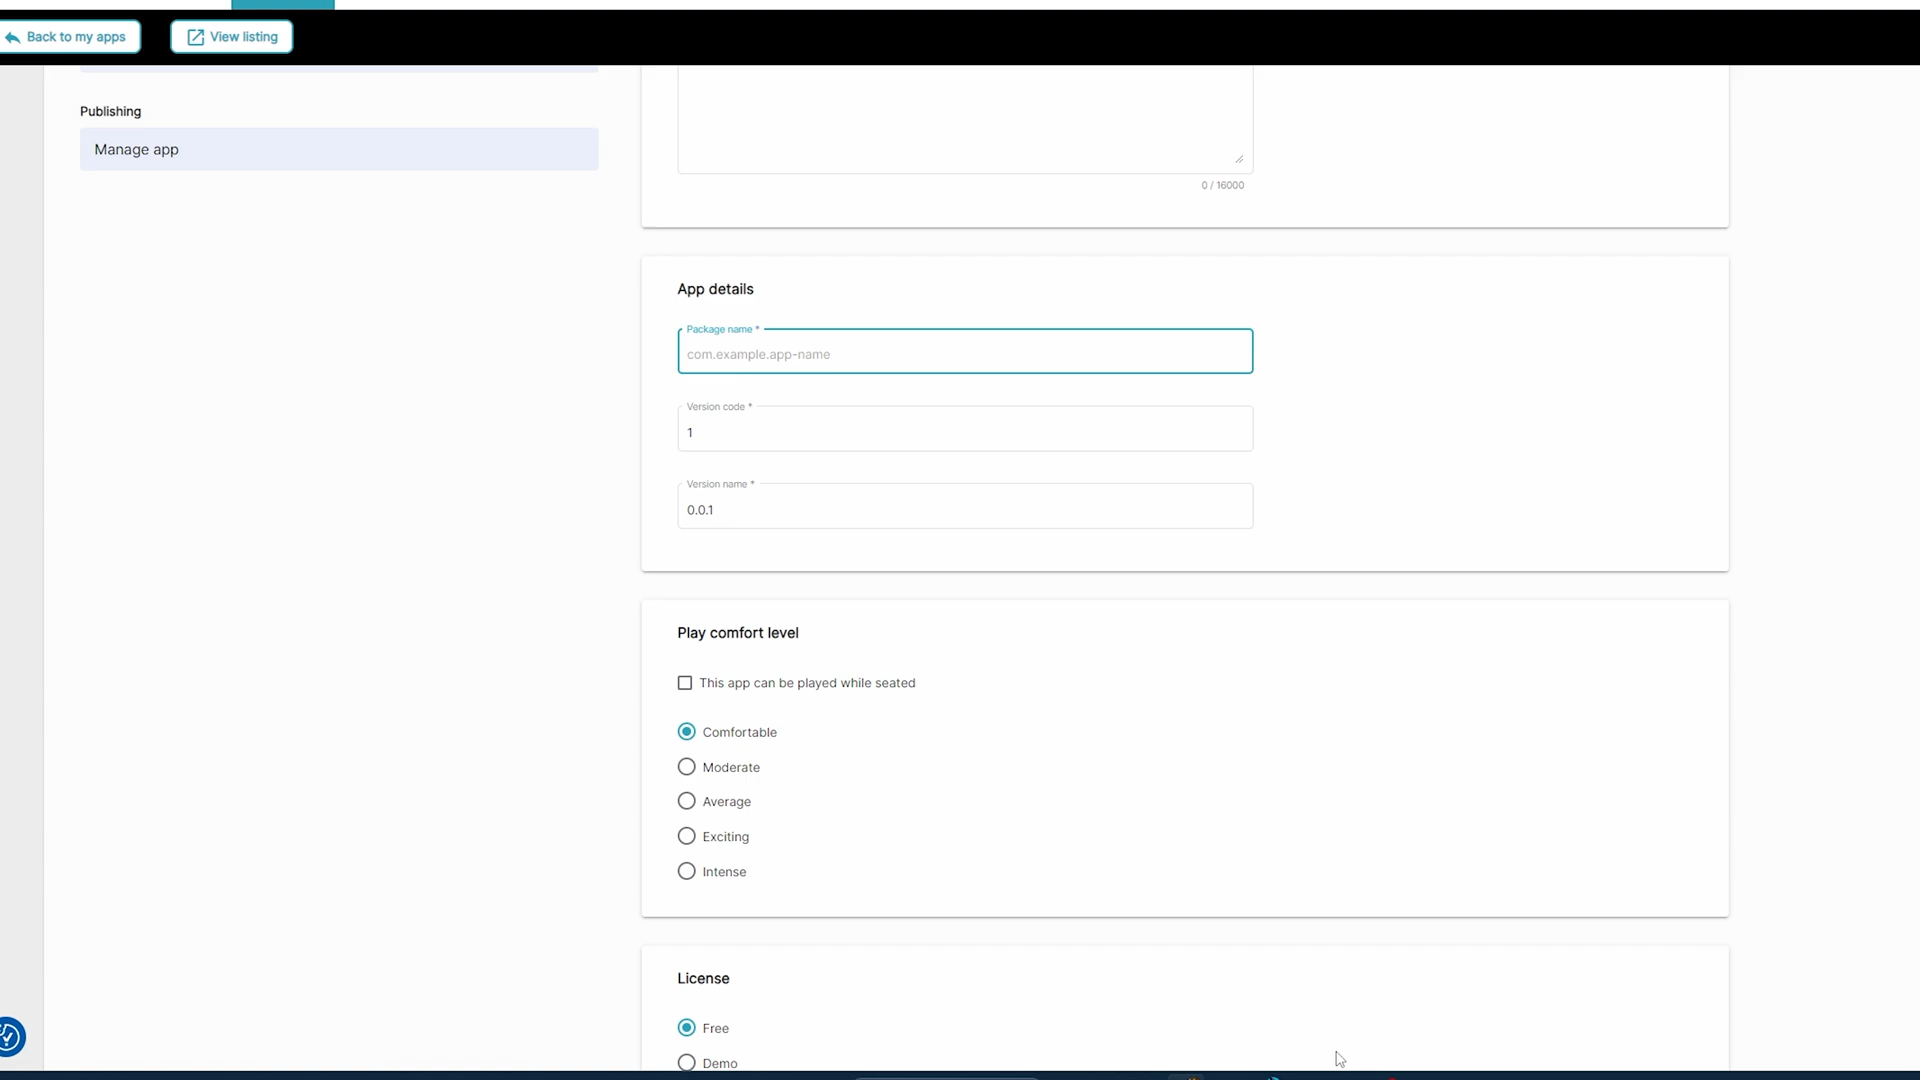 Back to my apps
View listing
Publishing
Manage app
0 / 16000
App details
Package name *
com.example.app-name
Version code *
1
Version name *
0.0.1
Play comfort level
This app can be played while seated
Comfortable
Moderate
Average
Exciting
Intense
License
Free
Demo